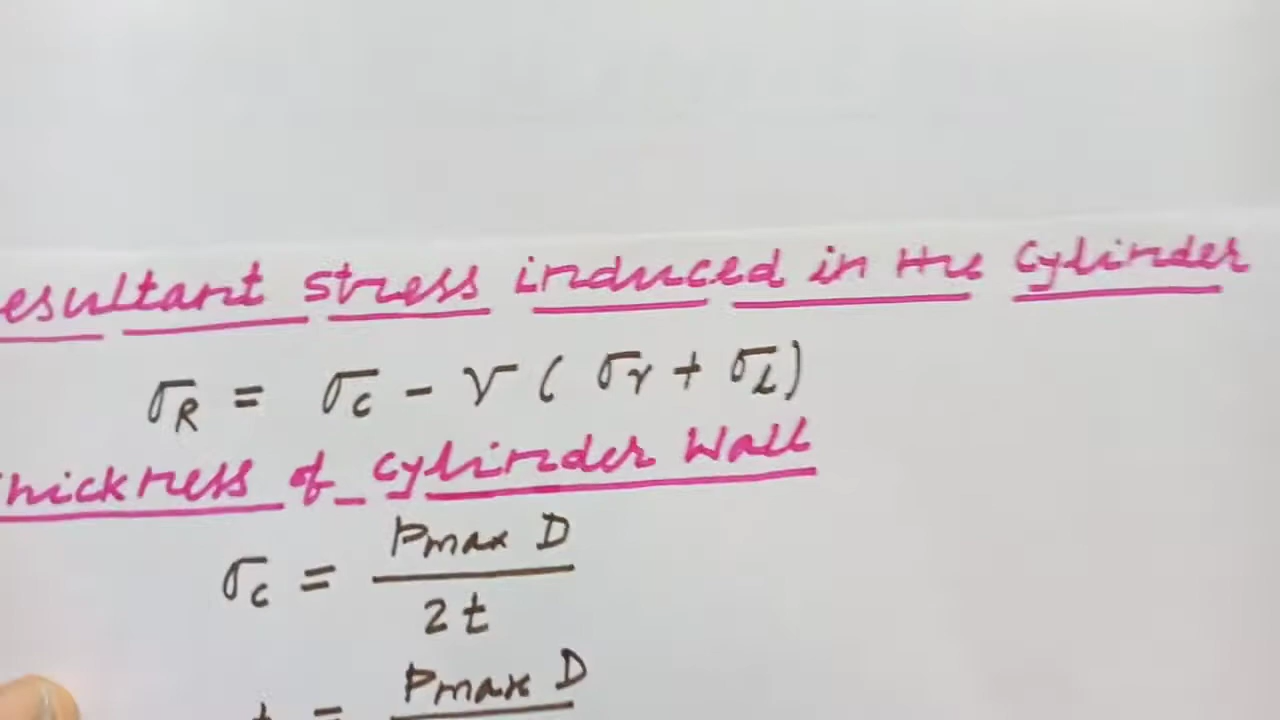 esultant stress induced in the Cylinder
σR = σc - ν ( σr + σL )
hickness of cylinder wall
σc = Pmax D
2t
t = Pmax D